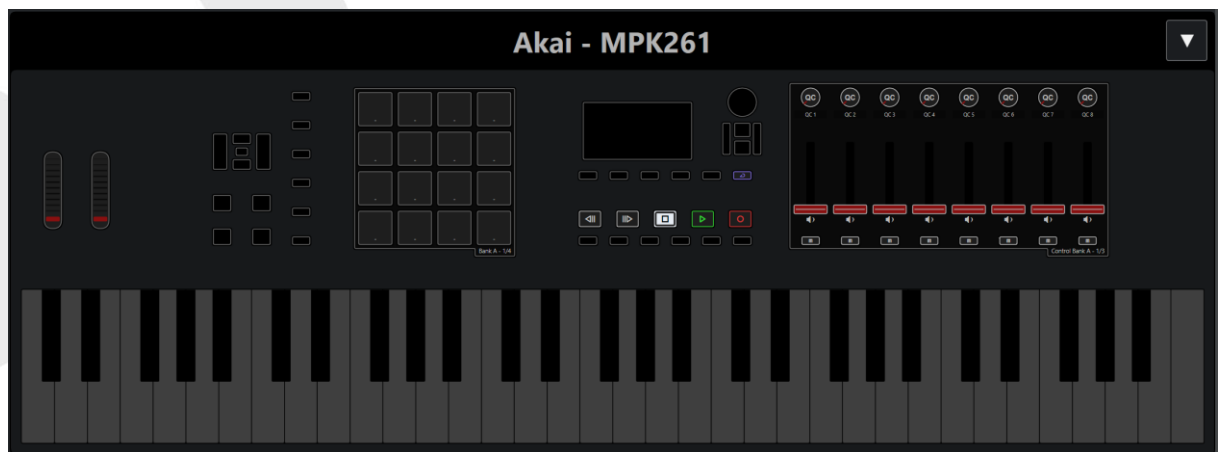 Akai - MPK261
QC QC QC QC QC QC QC QC
QC 1 QC 2 QC 3 QC 4 QC 5 QC 6 QC 7 QC 8
Bank A - 1/4
Control Bank A - 1/3